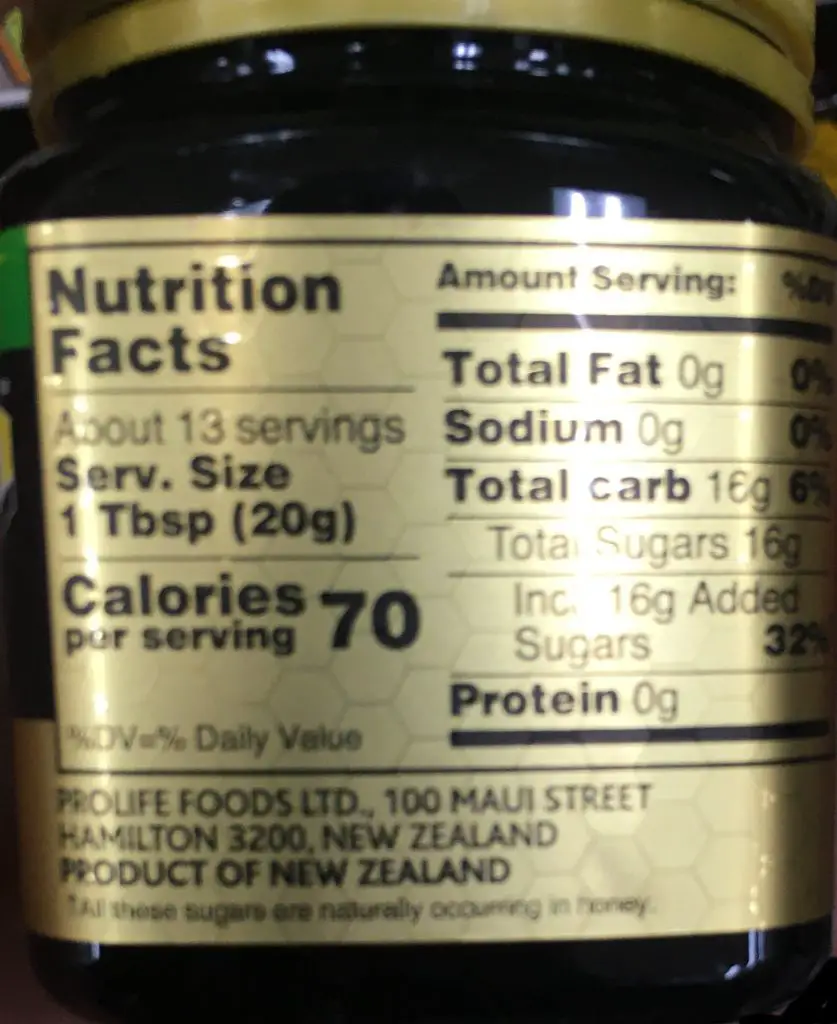 Nutrition
Facts
About 13 servings
Serv. Size
1 Tbsp (20g)
Calories 70
per serving
%DV=% Daily Value
Amount Serving: %DV
Total Fat 0g 0%
Sodium 0g 0%
Total carb 16g 6%
Total Sugars 16g
Inc. 16g Added
Sugars 32%
Protein 0g
PROLIFE FOODS LTD., 100 MAUI STREET
HAMILTON 3200, NEW ZEALAND
PRODUCT OF NEW ZEALAND
†All these sugars are naturally occurring in honey.